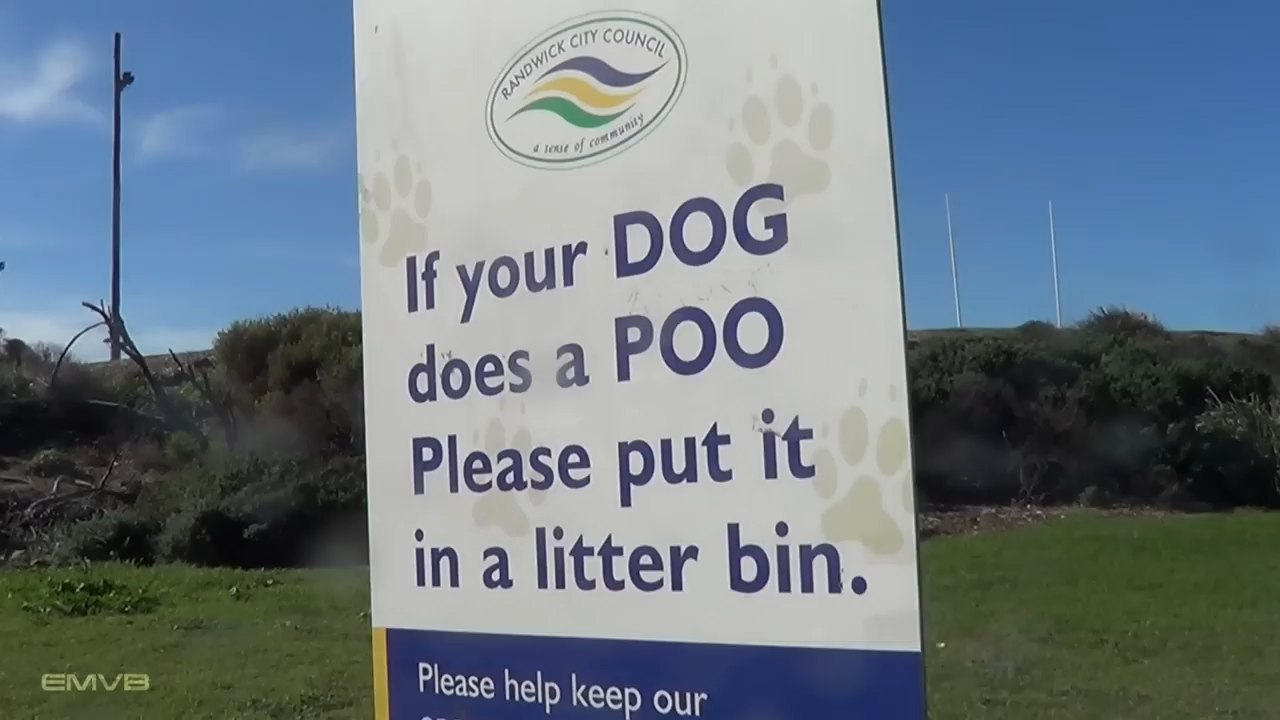 RANDWICK CITY COUNCIL
a sense of community
If your DOG
does a POO
Please put it
in a litter bin.
Please help keep our
EMVB